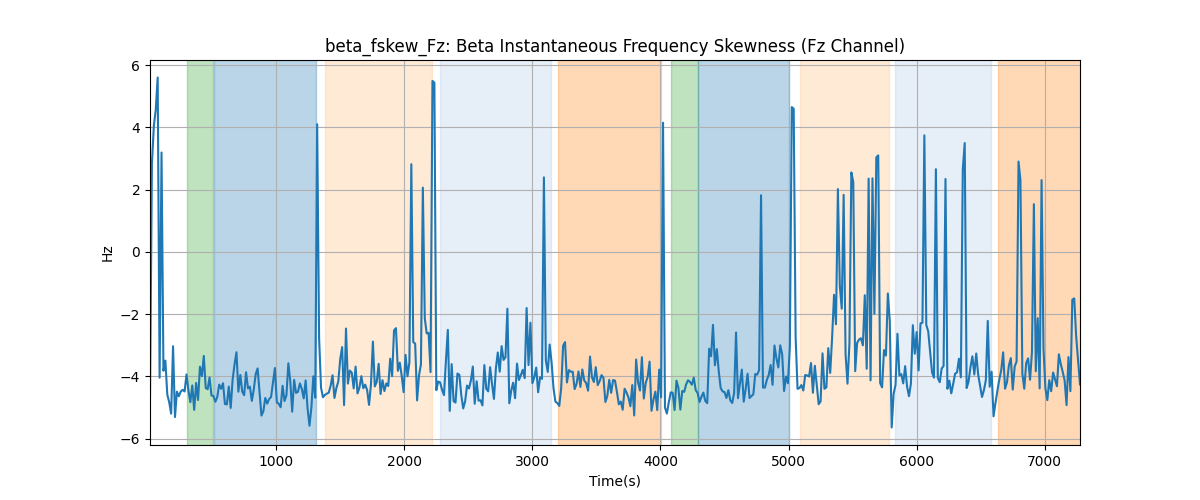 beta_fskew_Fz: Beta Instantaneous Frequency Skewness (Fz Channel)
6
4
2
0
−2
−4
−6
Hz
1000 2000 3000 4000 5000 6000 7000
Time(s)